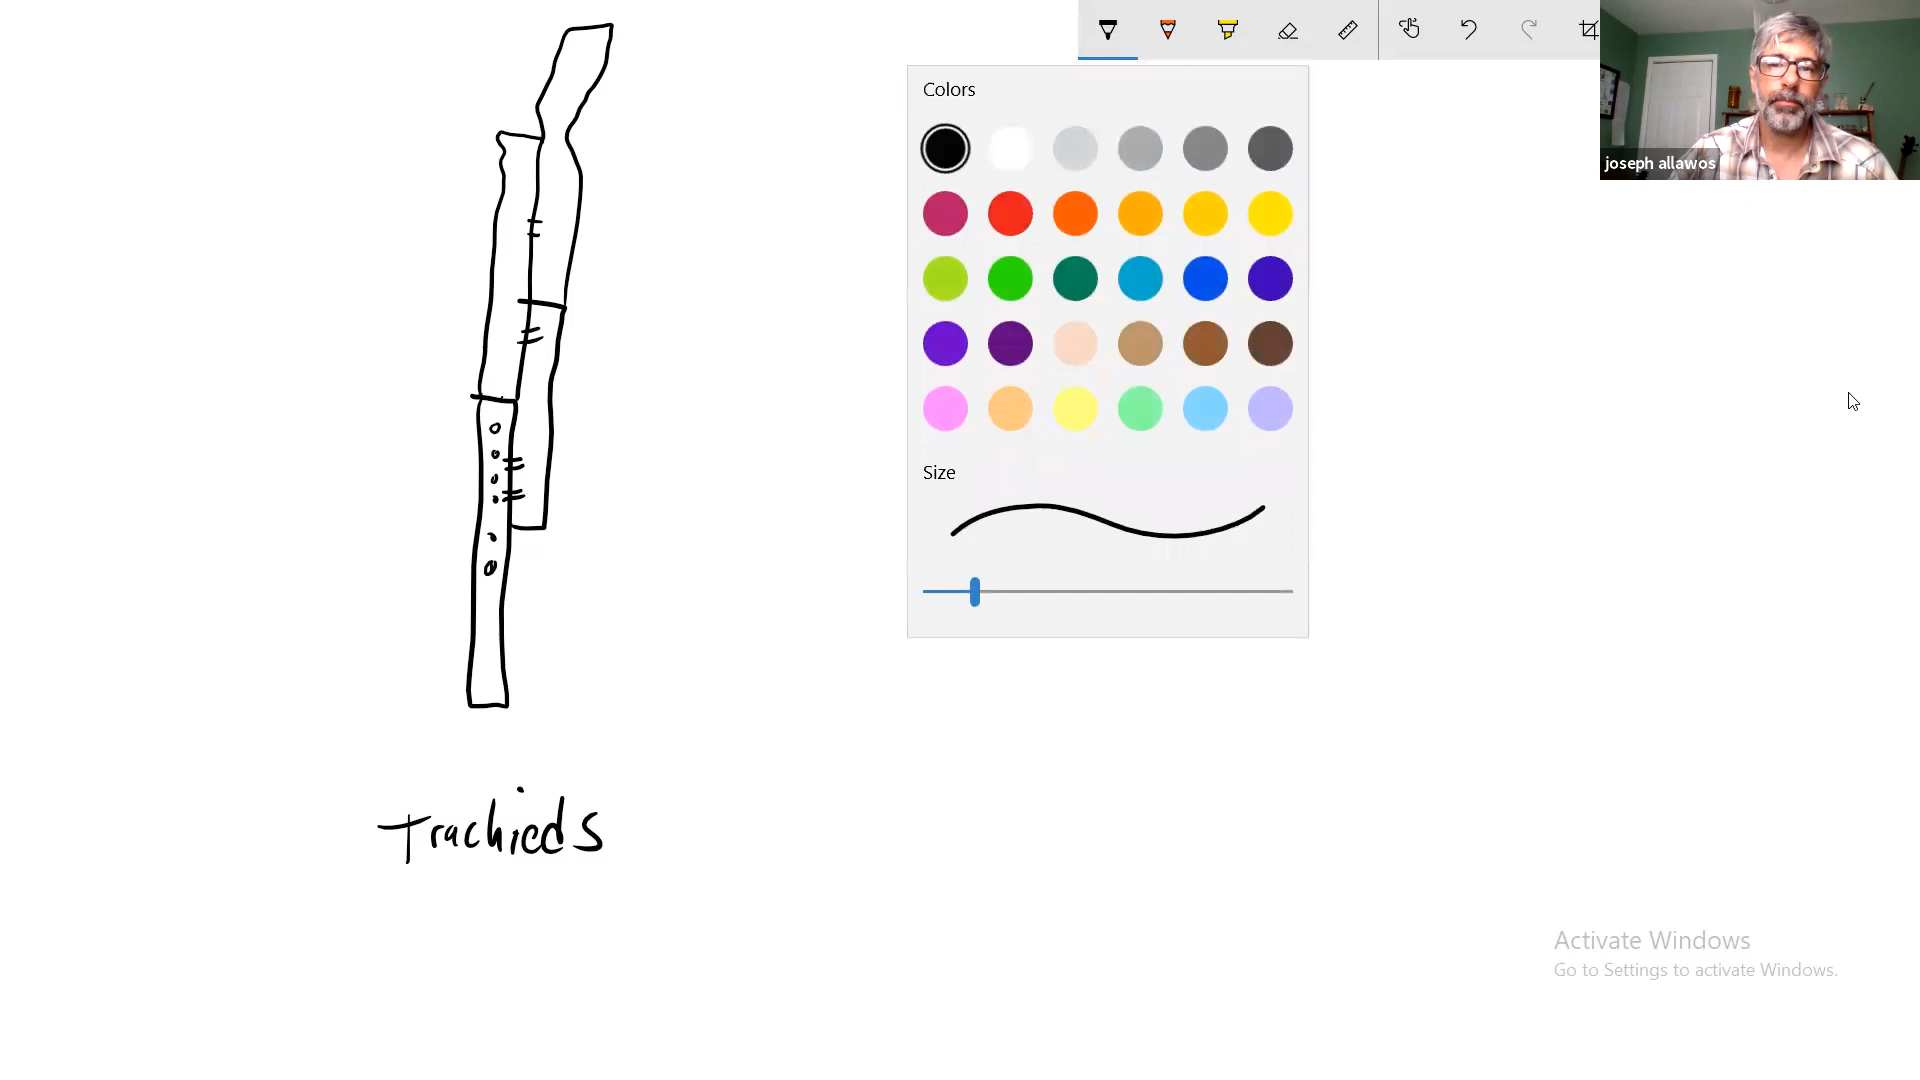 Colors
joseph allawos
Size
Trachieds
Activate Windows
Go to Settings to activate Windows.